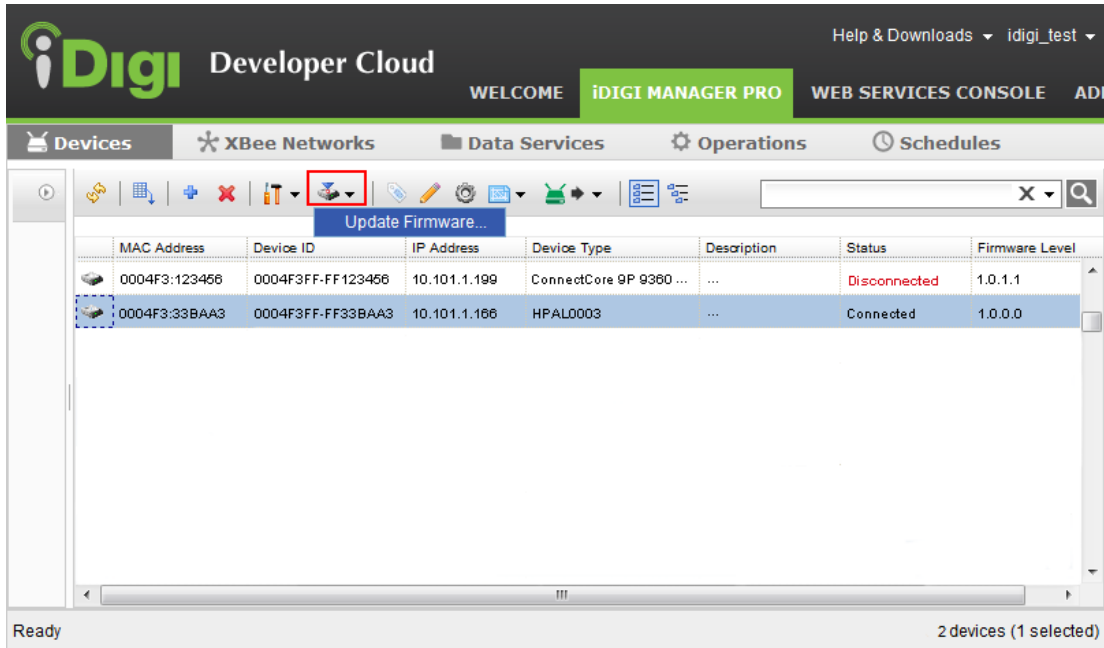 Help & Downloads idigi_test
iDigi Developer Cloud
WELCOME iDIGI MANAGER PRO WEB SERVICES CONSOLE
Devices XBee Networks Data Services Operations Schedules
X
Update Firmware...
MAC Address Device ID IP Address Device Type Description Status Firmware Level
0004F3:123456 0004F3FF-FF123456 10.101.1.199 ConnectCore 9P 9360 ... ... Disconnected 1.0.1.1
0004F3:33BAA3 0004F3FF-FF33BAA3 10.101.1.166 HPAL0003 ... Connected 1.0.0.0
Ready 2 devices (1 selected)